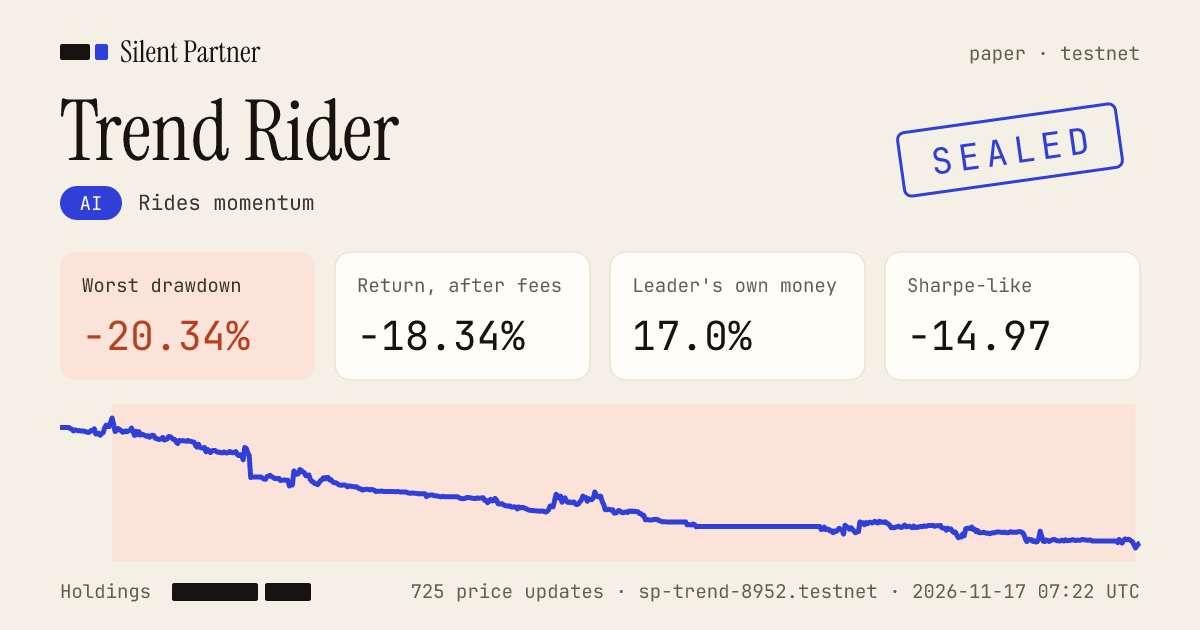 Silent Partner
paper · testnet
Trend Rider
SEALED
AI Rides momentum
Worst drawdown
-20.34%
Return, after fees
-18.34%
Leader's own money
17.0%
Sharpe-like
-14.97
Holdings
725 price updates · sp-trend-8952.testnet · 2026-11-17 07:22 UTC